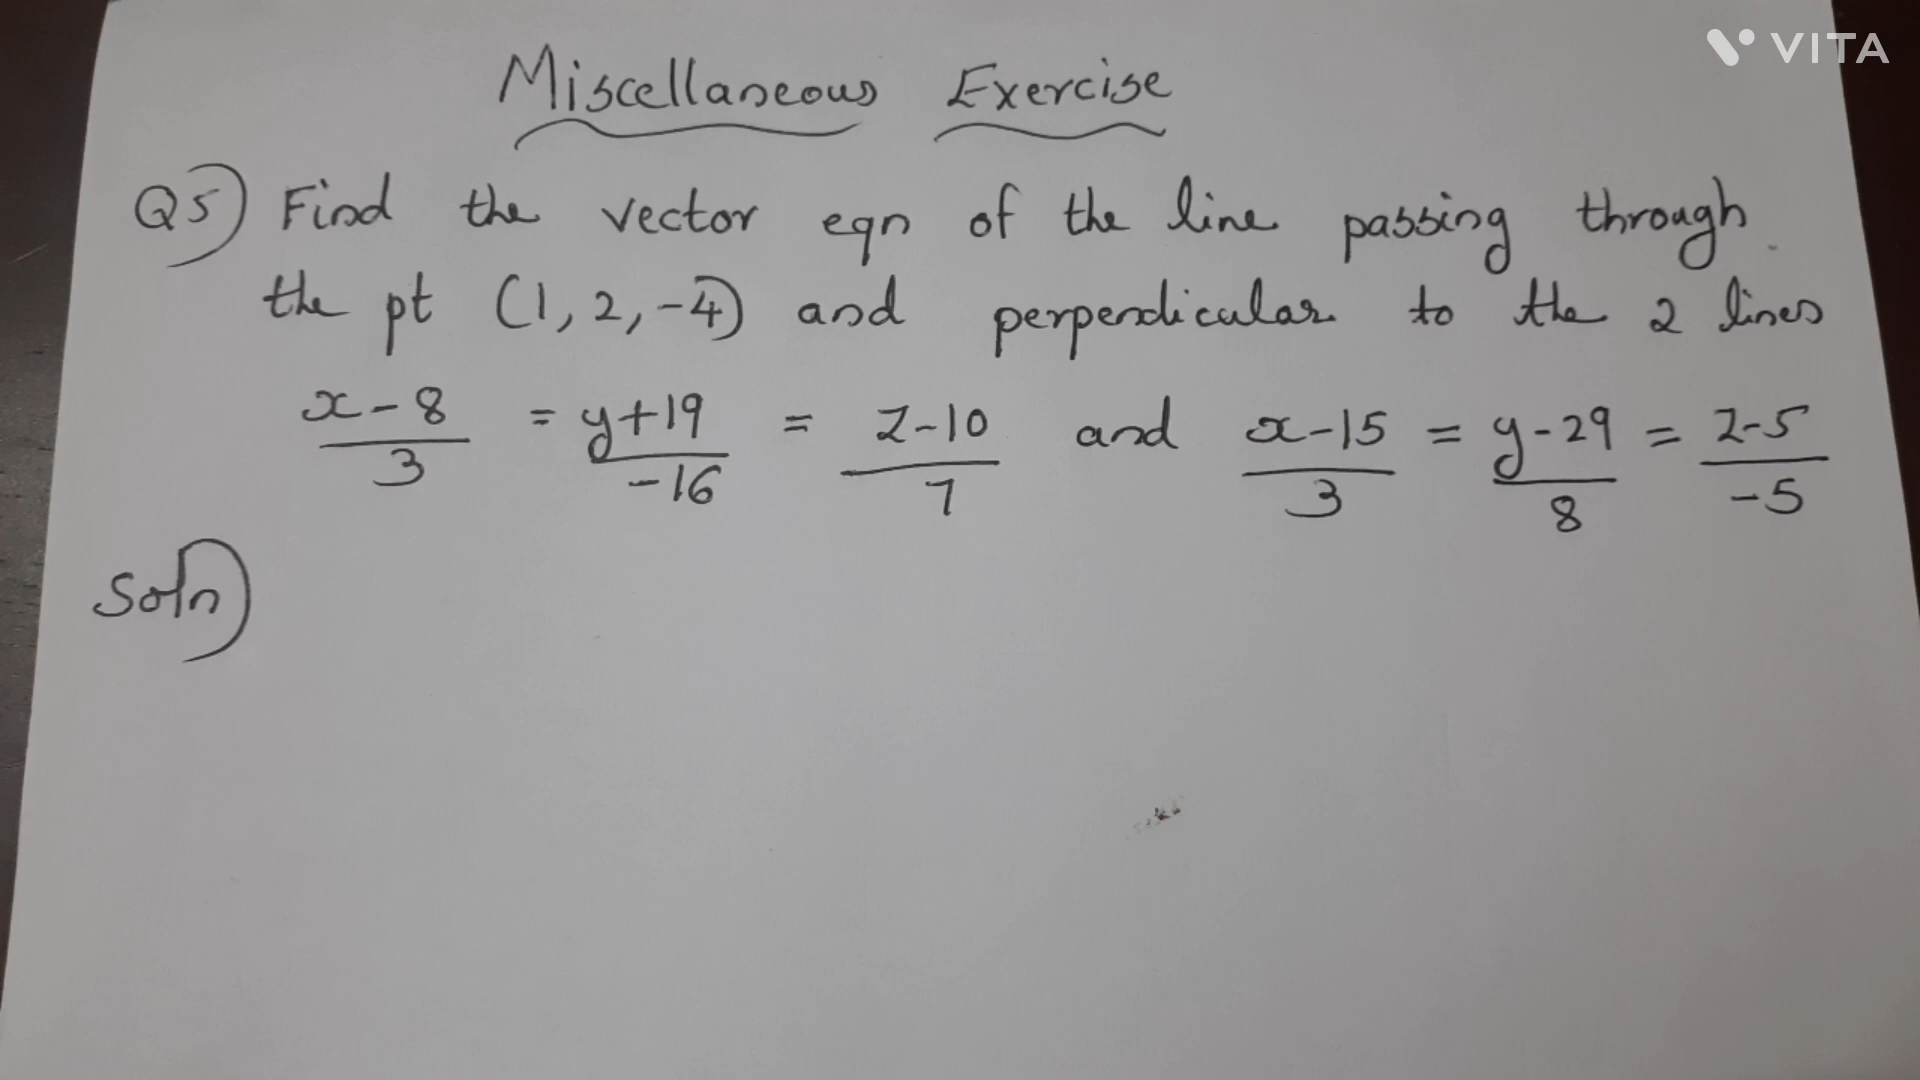 VITA
Miscellaneous Exercise
Q5) Find the vector eqn of the line passing through
the pt (1, 2, -4) and perpendicular to the 2 lines
x-8/3 = y+19/-16 = z-10/7 and x-15/3 = y-29/8 = z-5/-5
Soln)